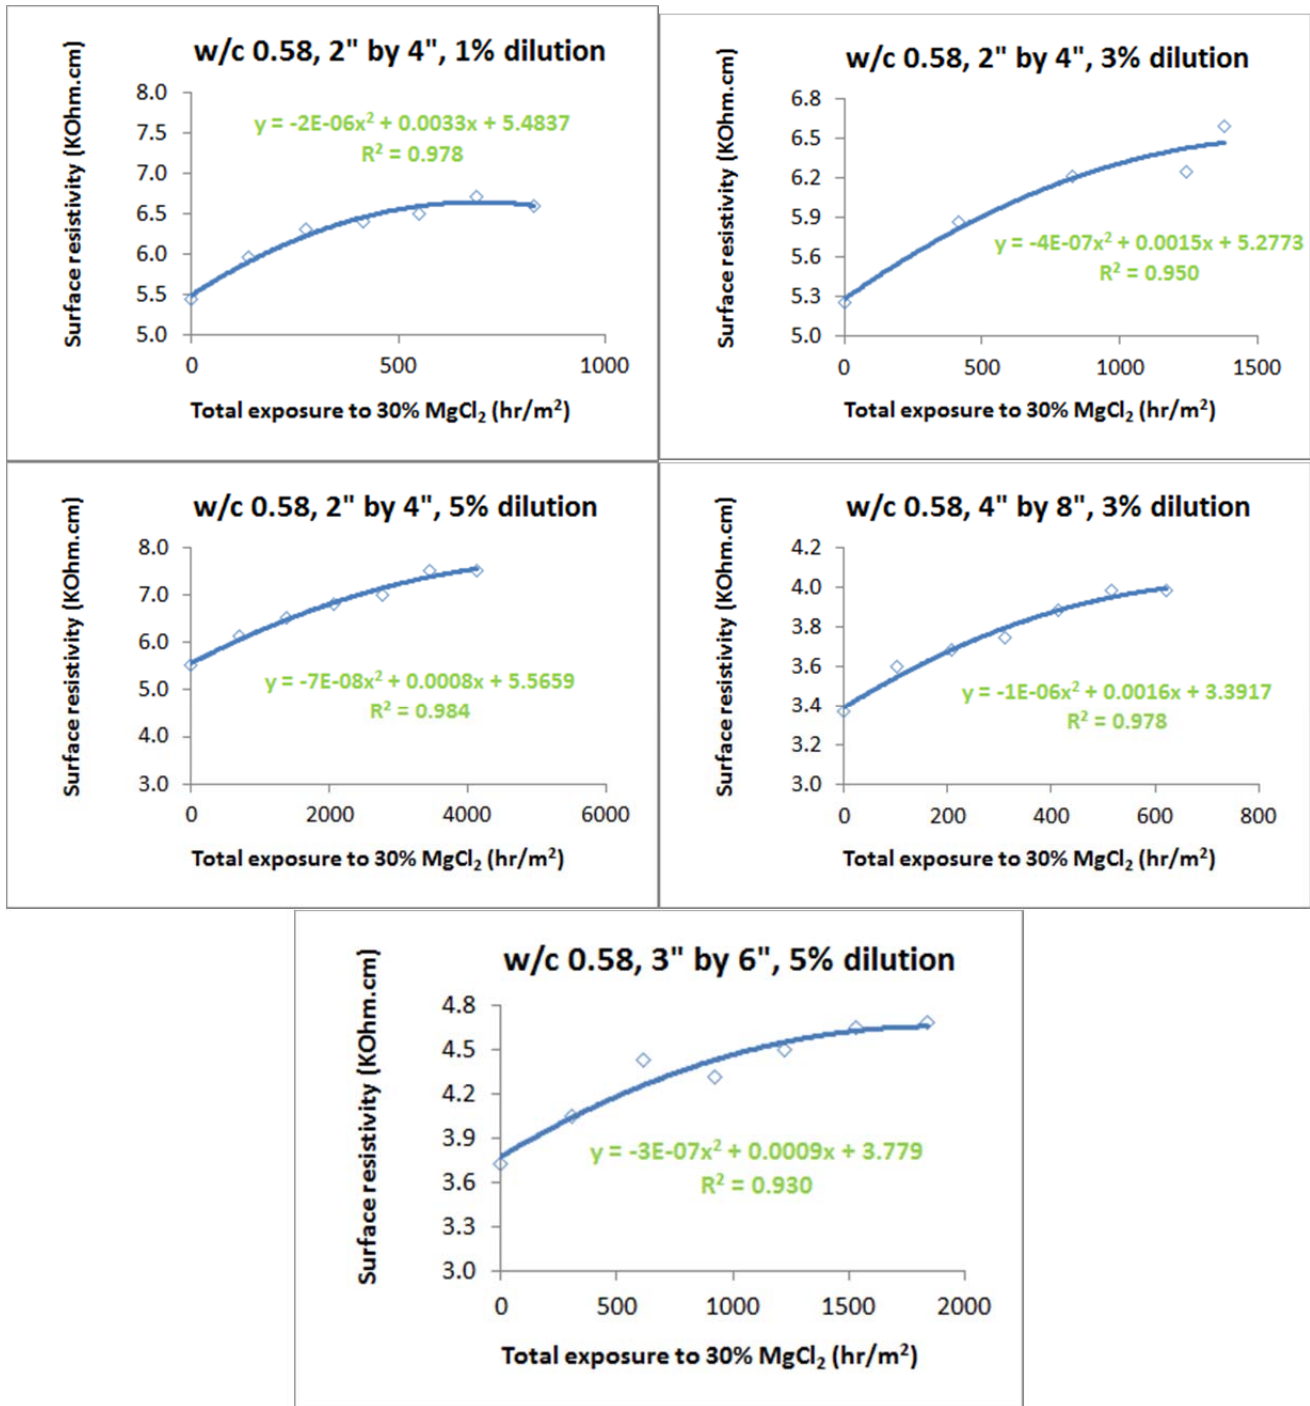 w/c 0.58, 2" by 4", 1% dilution
Surface resistivity (KOhm.cm)
8.0
7.5
7.0
6.5
6.0
5.5
5.0
y = -2E-06x² + 0.0033x + 5.4837
R² = 0.978
0 500 1000
Total exposure to 30% MgCl₂ (hr/m²)
w/c 0.58, 2" by 4", 3% dilution
Surface resistivity (KOhm.cm)
6.8
6.5
6.2
5.9
5.6
5.3
5.0
y = -4E-07x² + 0.0015x + 5.2773
R² = 0.950
0 500 1000 1500
Total exposure to 30% MgCl₂ (hr/m²)
w/c 0.58, 2" by 4", 5% dilution
Surface resistivity (KOhm.cm)
8.0
7.0
6.0
5.0
4.0
3.0
y = -7E-08x² + 0.0008x + 5.5659
R² = 0.984
0 2000 4000 6000
Total exposure to 30% MgCl₂ (hr/m²)
w/c 0.58, 4" by 8", 3% dilution
Surface resistivity (KOhm.cm)
4.2
4.0
3.8
3.6
3.4
3.2
3.0
y = -1E-06x² + 0.0016x + 3.3917
R² = 0.978
0 200 400 600 800
Total exposure to 30% MgCl₂ (hr/m²)
w/c 0.58, 3" by 6", 5% dilution
Surface resistivity (KOhm.cm)
4.8
4.5
4.2
3.9
3.6
3.3
3.0
y = -3E-07x² + 0.0009x + 3.779
R² = 0.930
0 500 1000 1500 2000
Total exposure to 30% MgCl₂ (hr/m²)